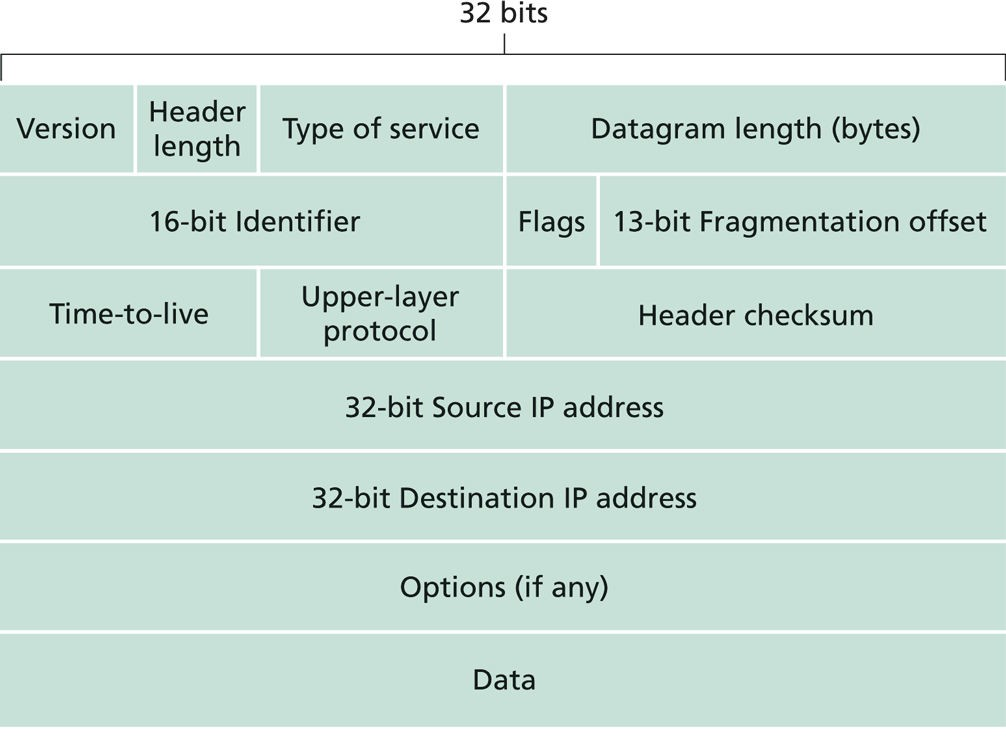 32 bits
Version
Header
length
Type of service
Datagram length (bytes)
16-bit Identifier
Flags
13-bit Fragmentation offset
Time-to-live
Upper-layer
protocol
Header checksum
32-bit Source IP address
32-bit Destination IP address
Options (if any)
Data